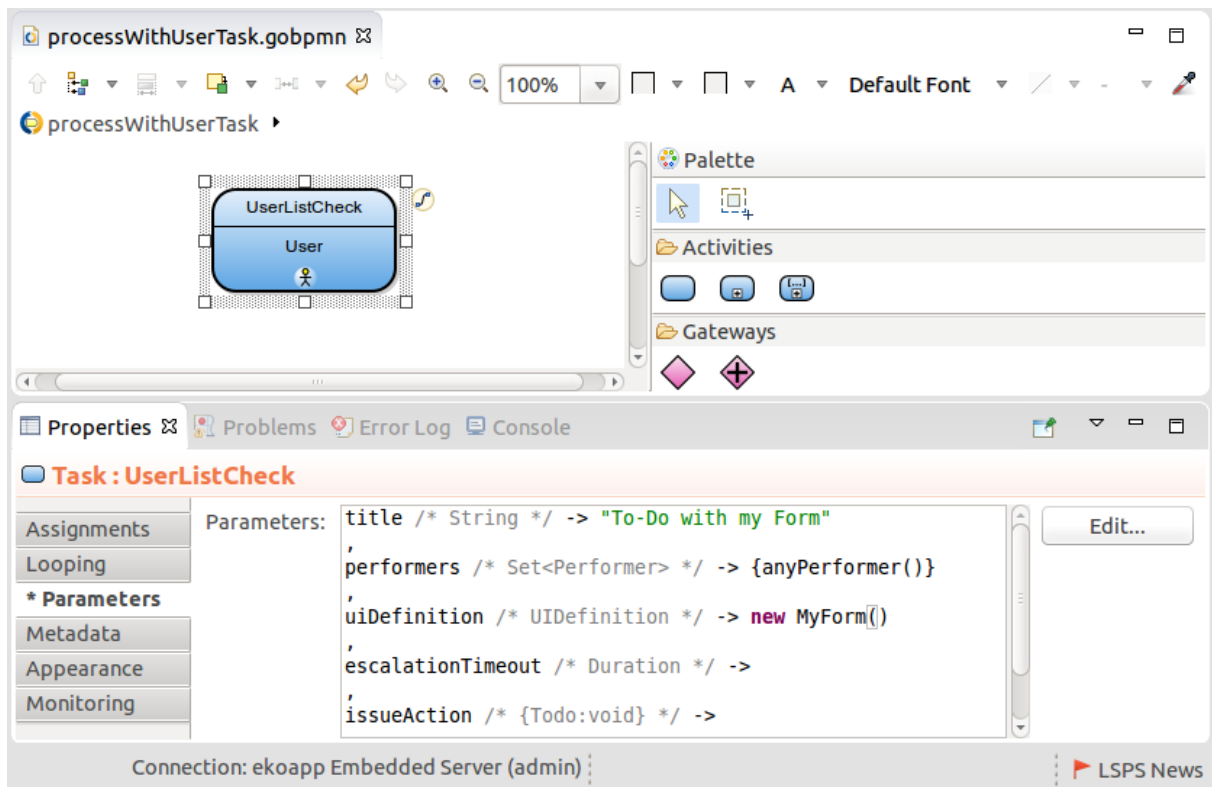 processWithUserTask.gobpmn
100%
A
Default Font
processWithUserTask
UserListCheck
User
Palette
Activities
Gateways
Properties Problems Error Log Console
Task : UserListCheck
Assignments
Looping
* Parameters
Metadata
Appearance
Monitoring
Parameters:
title /* String */ -> "To-Do with my Form"
,
performers /* Set<Performer> */ -> {anyPerformer()}
,
uiDefinition /* UIDefinition */ -> new MyForm()
,
escalationTimeout /* Duration */ ->
,
issueAction /* {Todo:void} */ ->
Edit...
Connection: ekoapp Embedded Server (admin)
LSPS News